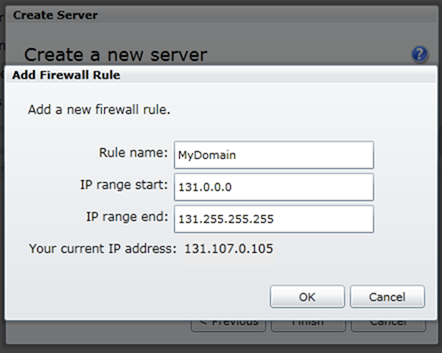 Create Server
Create a new server
?
Add Firewall Rule
Add a new firewall rule.
Rule name: MyDomain
IP range start: 131.0.0.0
IP range end: 131.255.255.255
Your current IP address: 131.107.0.105
OK Cancel
< Previous Finish Cancel